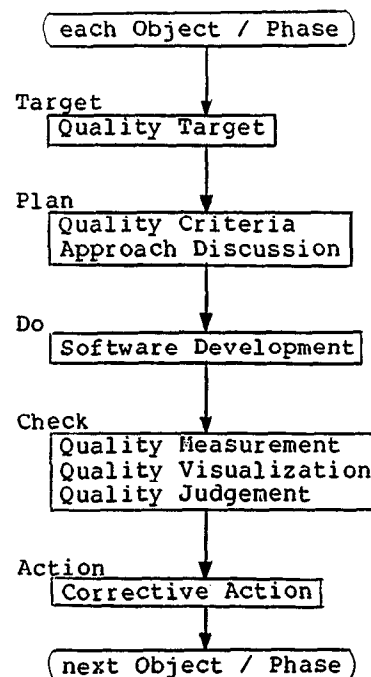 each Object / Phase
Target
Quality Target
Plan
Quality Criteria
Approach Discussion
Do
Software Development
Check
Quality Measurement
Quality Visualization
Quality Judgement
Action
Corrective Action
next Object / Phase